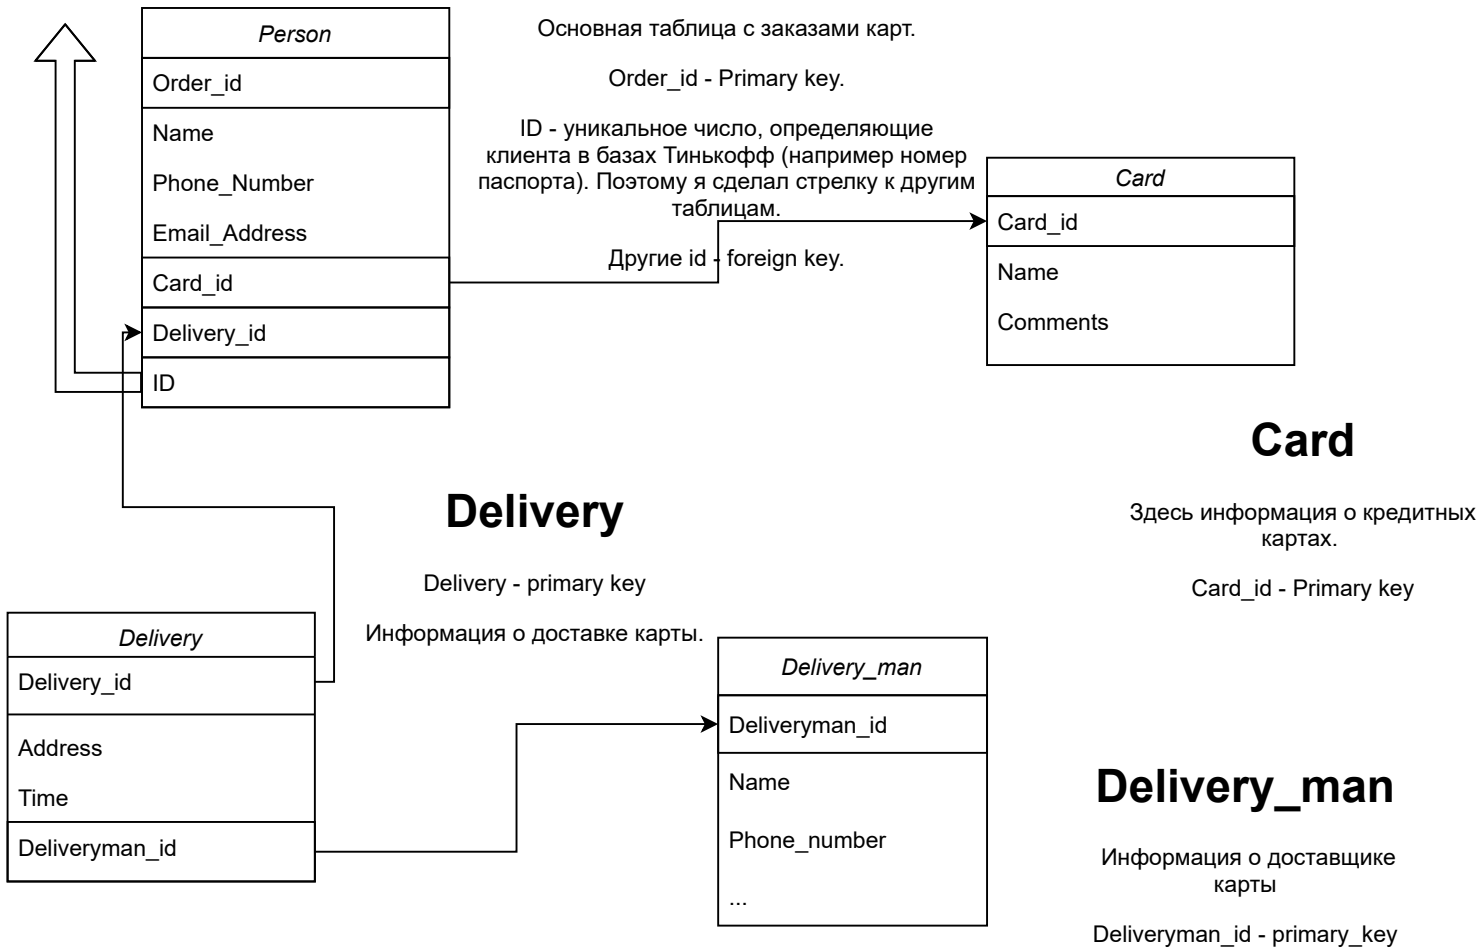 Person
Order_id
Name
Phone_Number
Email_Address
Card_id
Delivery_id
ID
Основная таблица с заказами карт.
Order_id - Primary key.
ID - уникальное число, определяющие
клиента в базах Тинькофф (например номер
паспорта). Поэтому я сделал стрелку к другим
таблицам.
Другие id - foreign key.
Card
Card_id
Name
Comments
Card
Здесь информация о кредитных
картах.
Card_id - Primary key
Delivery
Delivery - primary key
Информация о доставке карты.
Delivery
Delivery_id
Address
Time
Deliveryman_id
Delivery_man
Deliveryman_id
Name
Phone_number
...
Delivery_man
Информация о доставщике
карты
Deliveryman_id - primary_key